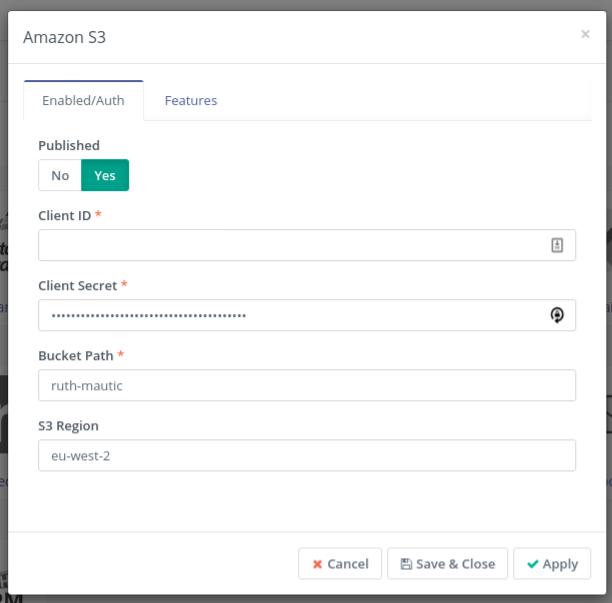 Amazon S3
×
Enabled/Auth Features
Published
No Yes
Client ID *
Client Secret *
••••••••••••••••••••••••••••••••••••••••
Bucket Path *
ruth-mautic
S3 Region
eu-west-2
Cancel Save & Close Apply